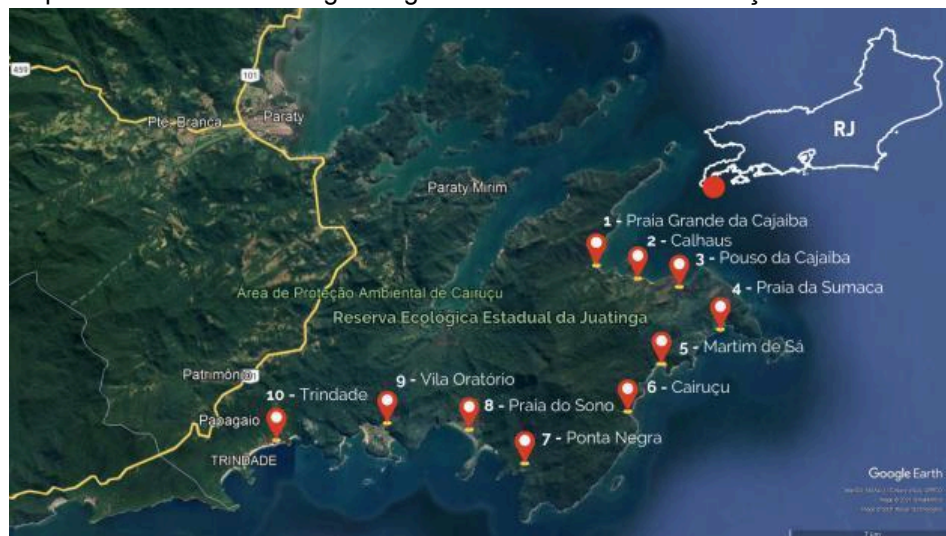 459
101
Pte. Branca
Paraty
RJ
Paraty Mirim
1 - Praia Grande da Cajaiba
2 - Calhaus
3 - Pouso da Cajaiba
4 - Praia da Sumaca
Área de Proteção Ambiental de Cairuçu
Reserva Ecológica Estadual da Juatinga
5 - Martim de Sá
Patrimônio
9 - Vila Oratório
6 - Cairuçu
10 - Trindade
8 - Praia do Sono
Papagaio
7 - Ponta Negra
TRINDADE
Google Earth